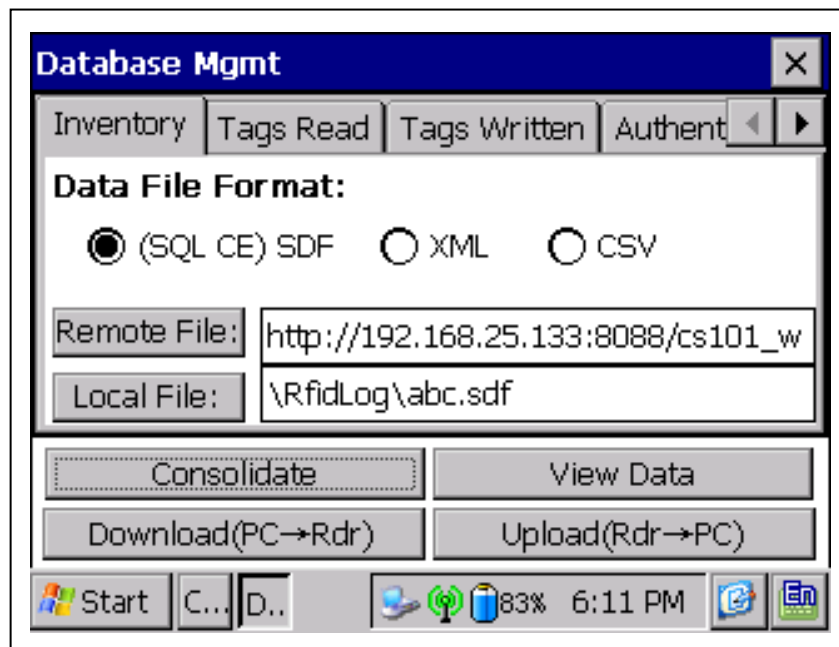 Database Mgmt
Inventory Tags Read Tags Written Authent
Data File Format:
(SQL CE) SDF XML CSV
Remote File: http://192.168.25.133:8088/cs101_w
Local File: \RfidLog\abc.sdf
Consolidate View Data
Download(PC→Rdr) Upload(Rdr→PC)
Start C... D.. 83% 6:11 PM En